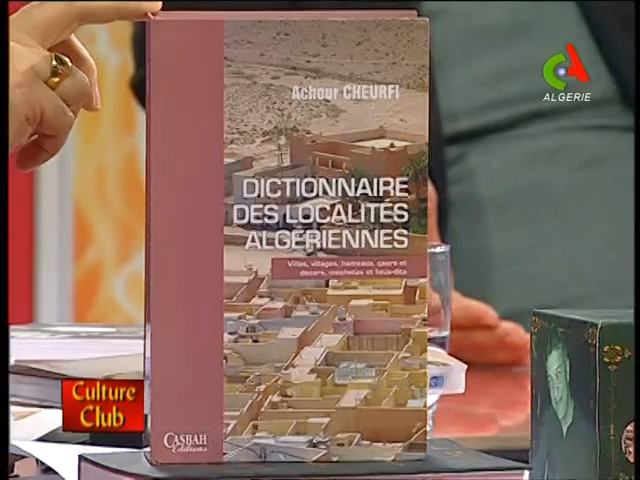 Achour CHEURFI
ALGERIE
DICTIONNAIRE
DES LOCALITÉS
ALGÉRIENNES
Villes, villages, hameaux, qsars et
douars, mechetas et lieux-dits
Culture
Club
CASBAH
Editions